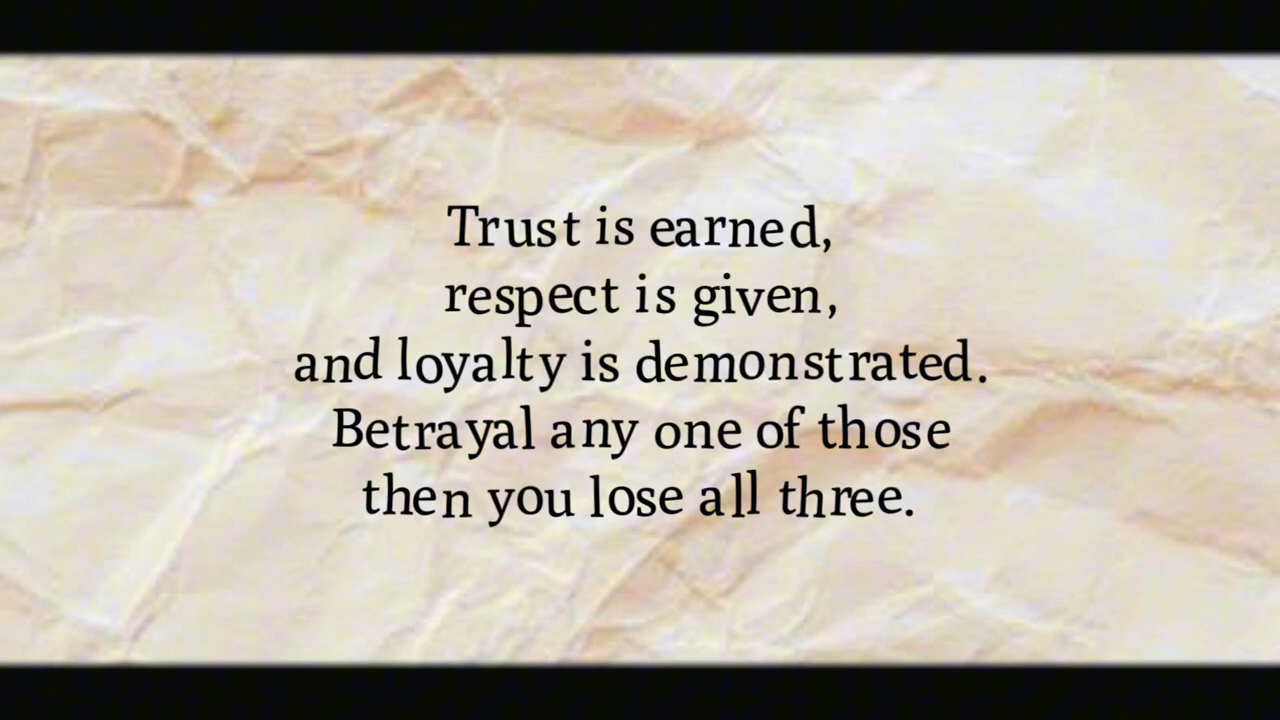 Trust is earned,
respect is given,
and loyalty is demonstrated.
Betrayal any one of those
then you lose all three.